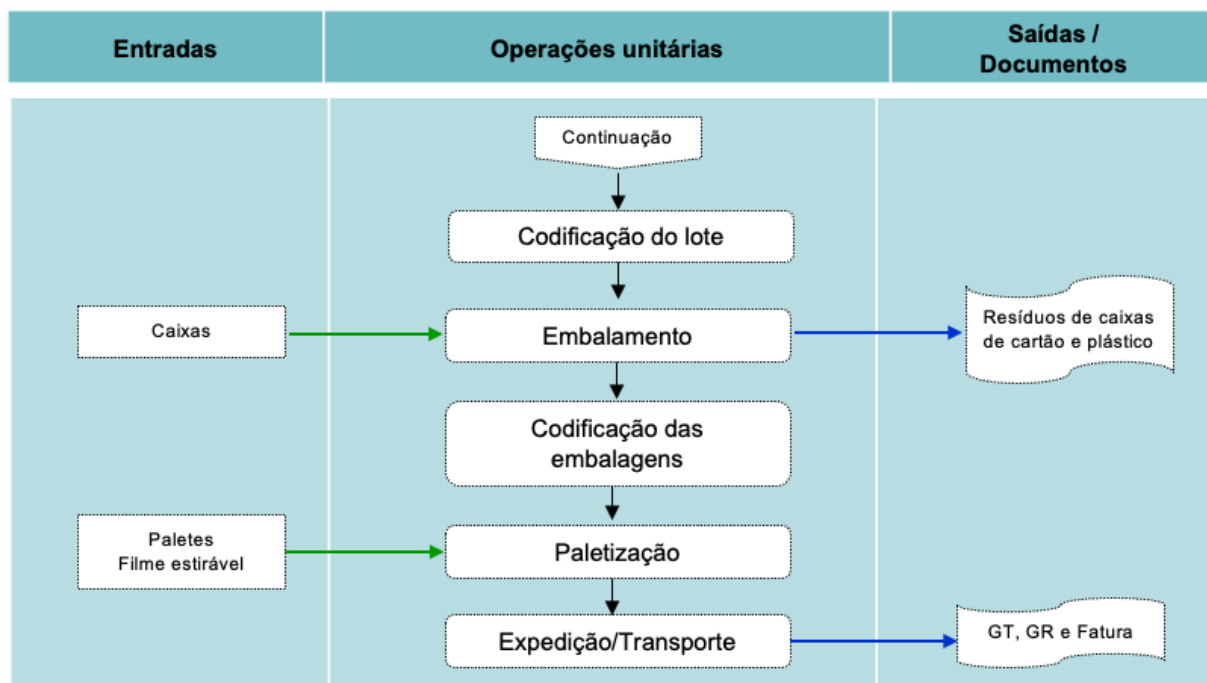 Entradas
Operações unitárias
Saídas /
Documentos
Continuação
Codificação do lote
Caixas
Embalamento
Resíduos de caixas
de cartão e plástico
Codificação das
embalagens
Paletes
Filme estirável
Paletização
Expedição/Transporte
GT, GR e Fatura